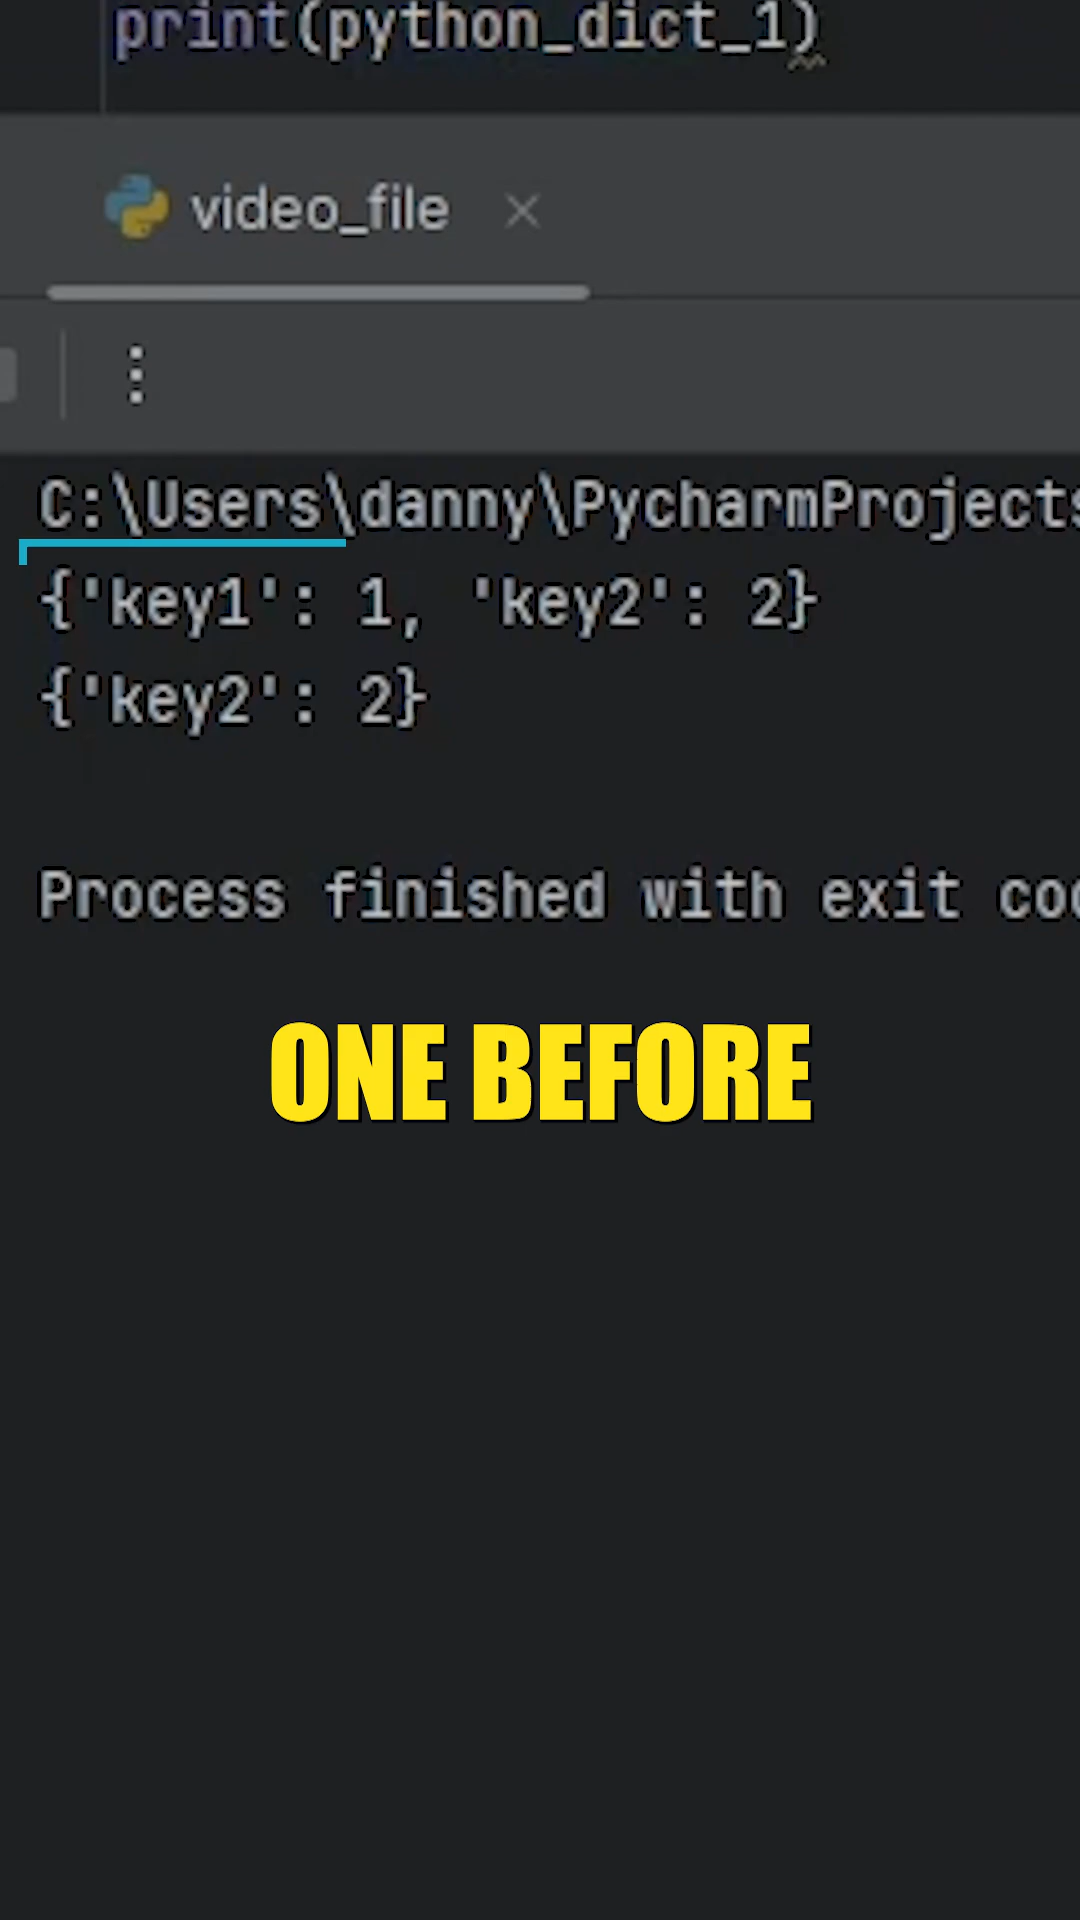 print(python_dict_1)
video_file
C:\Users\danny\PycharmProjects
{'key1': 1, 'key2': 2}
{'key2': 2}
Process finished with exit
ONE BEFORE